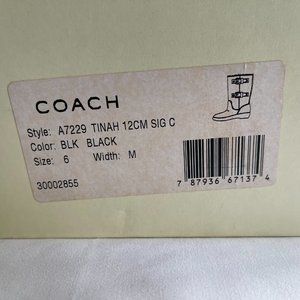 COACH
Style: A7229 TINAH 12CM SIG C
Color: BLK BLACK
Size: 6 Width: M
30002855
7 87936 67137 4